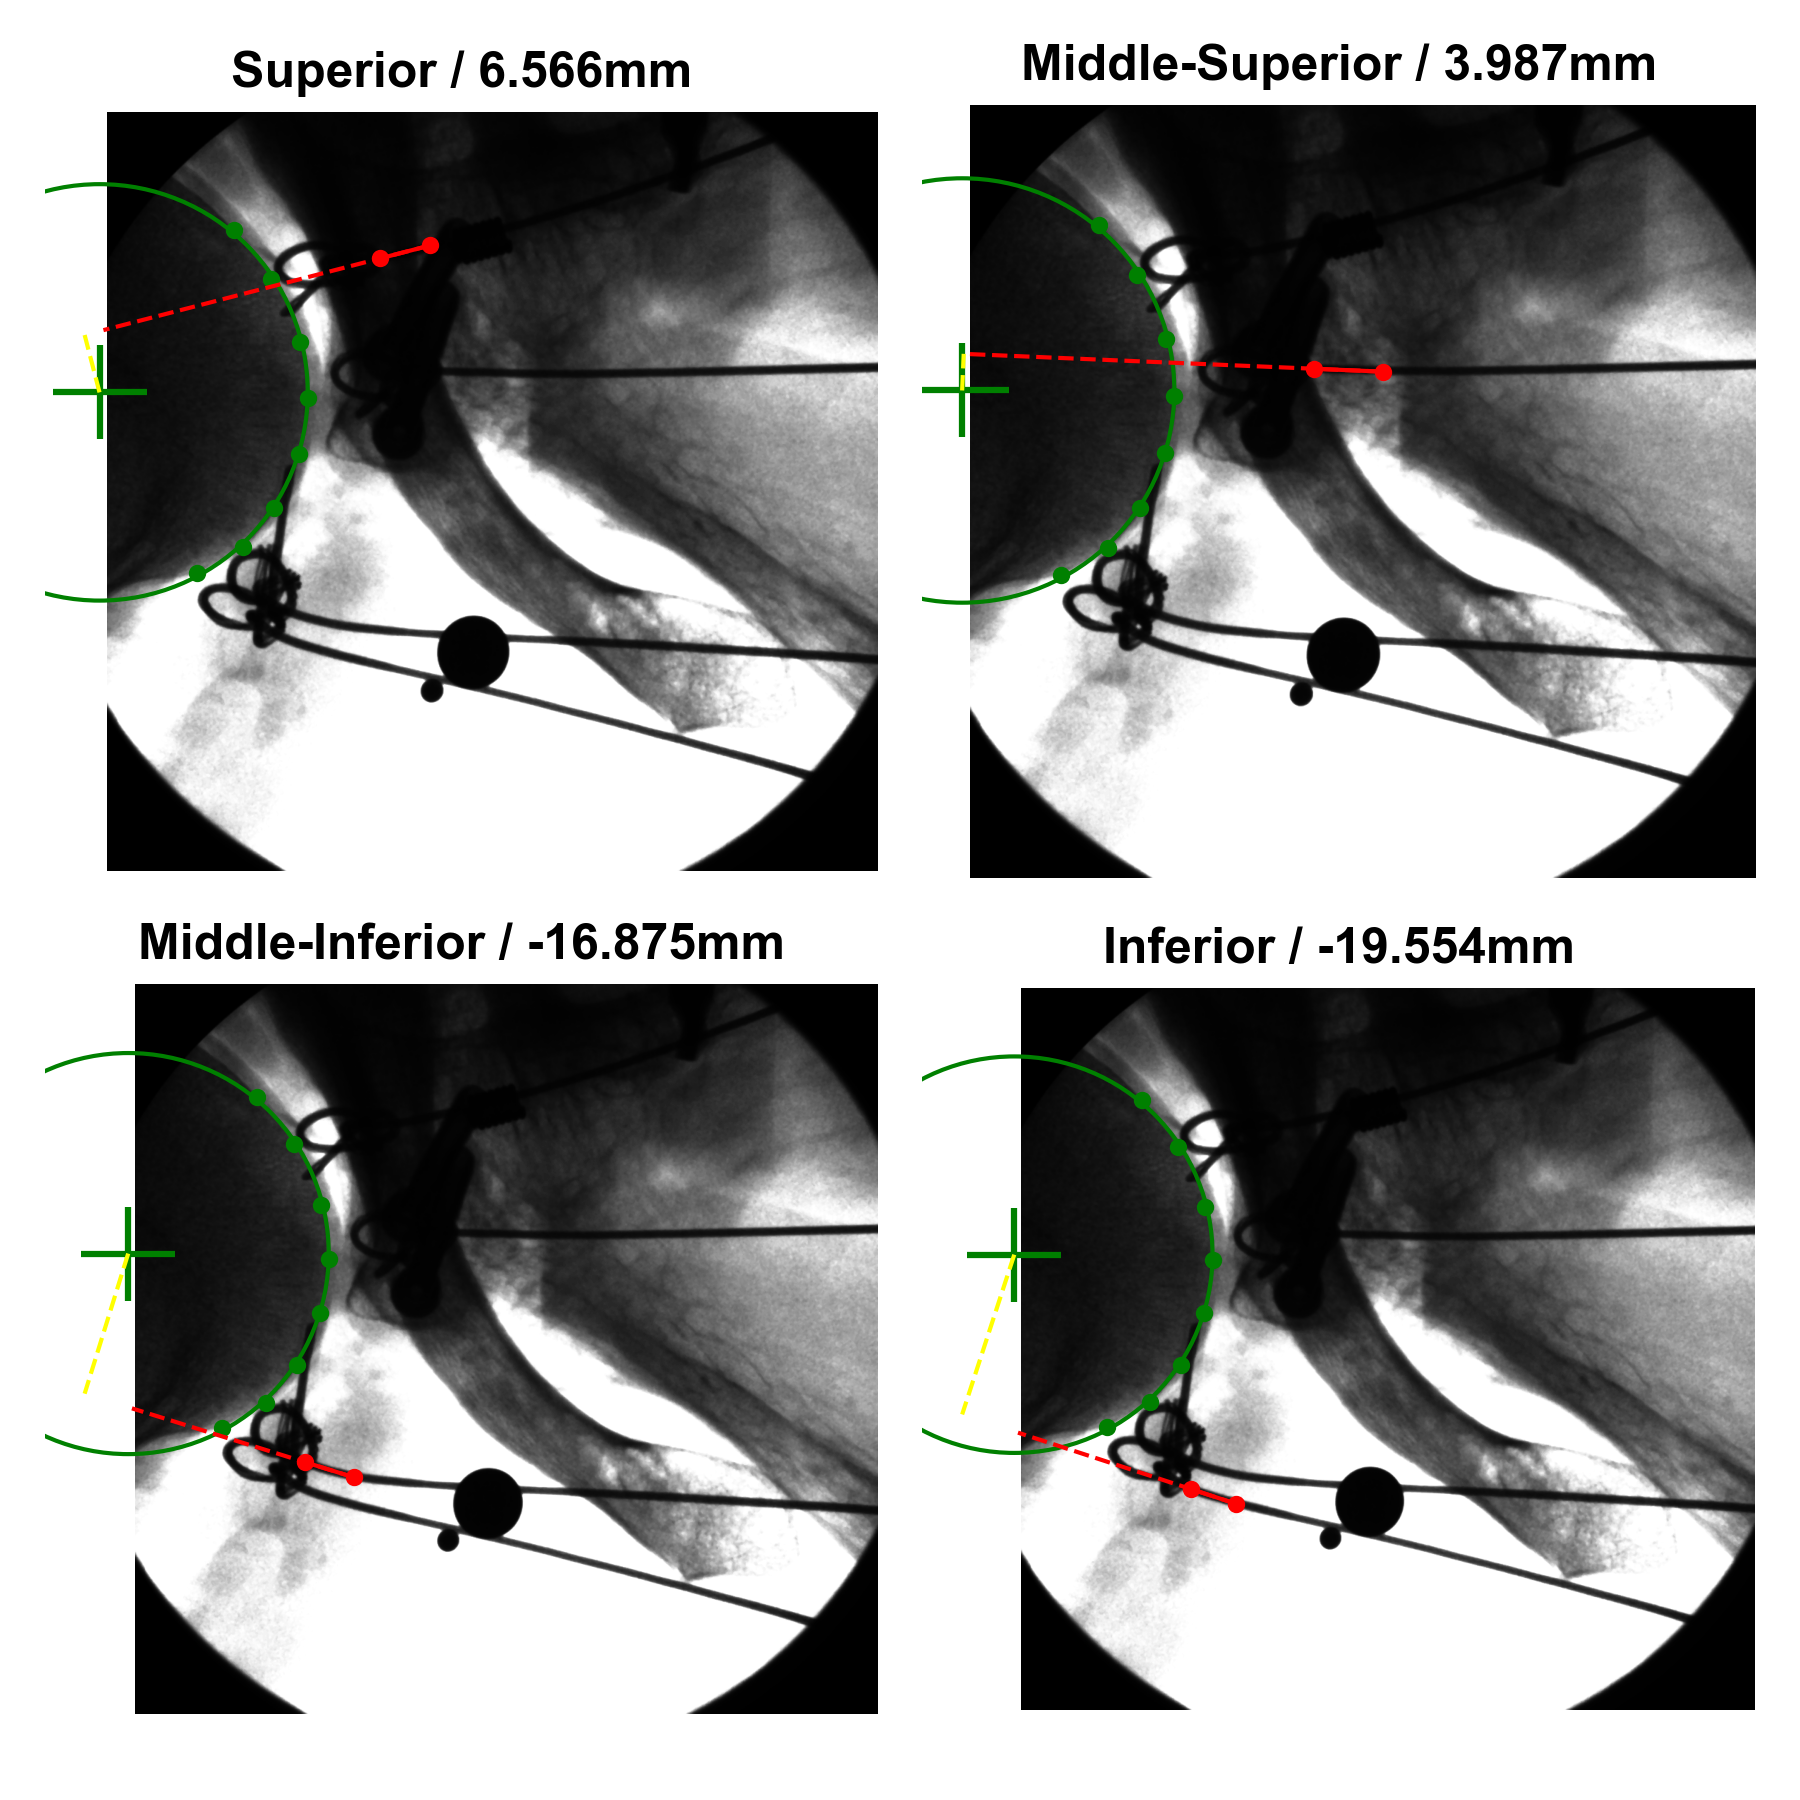 Superior / 6.566mm
Middle-Superior / 3.987mm
Middle-Inferior / -16.875mm
Inferior / -19.554mm